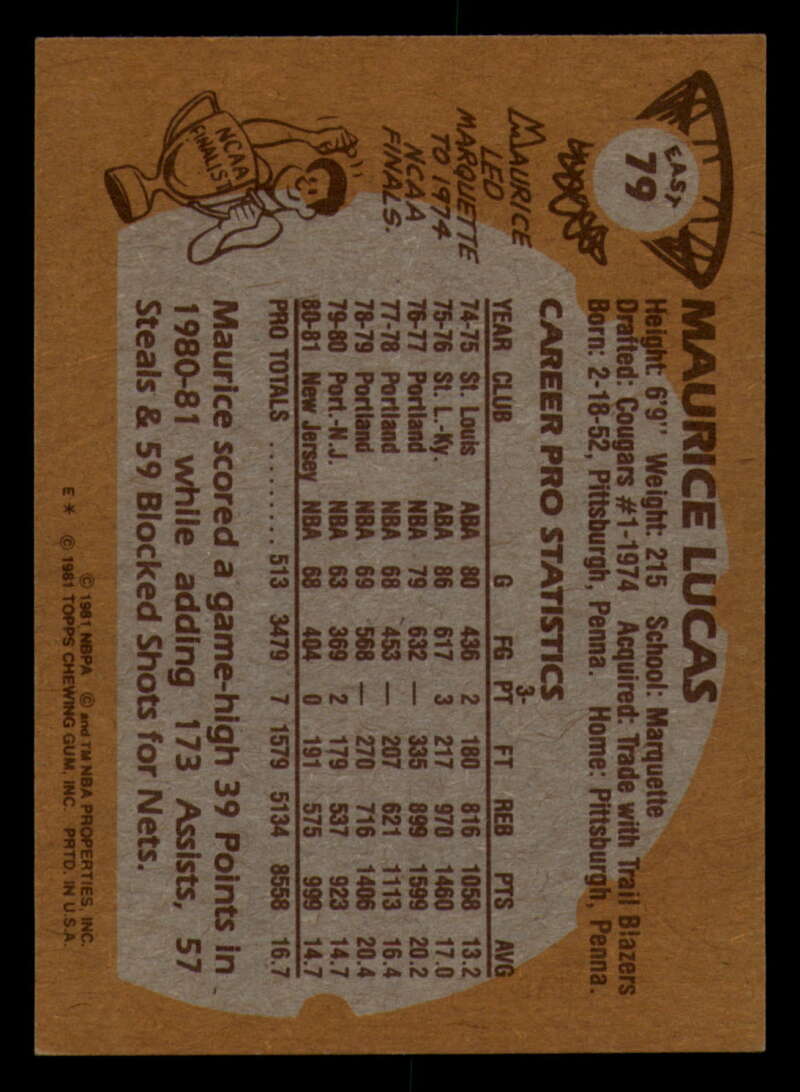 EASY
79
MAURICE LUCAS
Height: 6'9" Weight: 215 School: Marquette
Drafted: Cougars #1-1974 Acquired: Trade with Trail Blazers
Born: 2-18-52, Pittsburgh, Penna. Home: Pittsburgh, Penna.
MAURICE
LED
MARQUETTE
TO 1974
NCAA
FINALS.
NCAA
FINALIST
CAREER PRO STATISTICS
YEAR CLUB G FG 3-PT FT REB PTS AVG
74-75 St. Louis ABA 80 436 2 180 816 1058 13.2
75-76 St. L.-Ky. ABA 86 617 3 217 970 1460 17.0
76-77 Portland NBA 79 632 — 335 899 1599 20.2
77-78 Portland NBA 68 453 — 207 621 1113 16.4
78-79 Portland NBA 69 568 — 270 716 1406 20.4
79-80 Port.-N.J. NBA 63 369 2 179 537 923 14.7
80-81 New Jersey NBA 68 404 0 191 575 999 14.7
PRO TOTALS .......... 513 3479 7 1579 5134 8558 16.7
Maurice scored a game-high 39 Points in
1980-81 while adding 173 Assists, 57
Steals & 59 Blocked Shots for Nets.
© 1981 NBPA © and TM NBA PROPERTIES, INC.
E* © 1981 TOPPS CHEWING GUM, INC. PRTD. IN U.S.A.